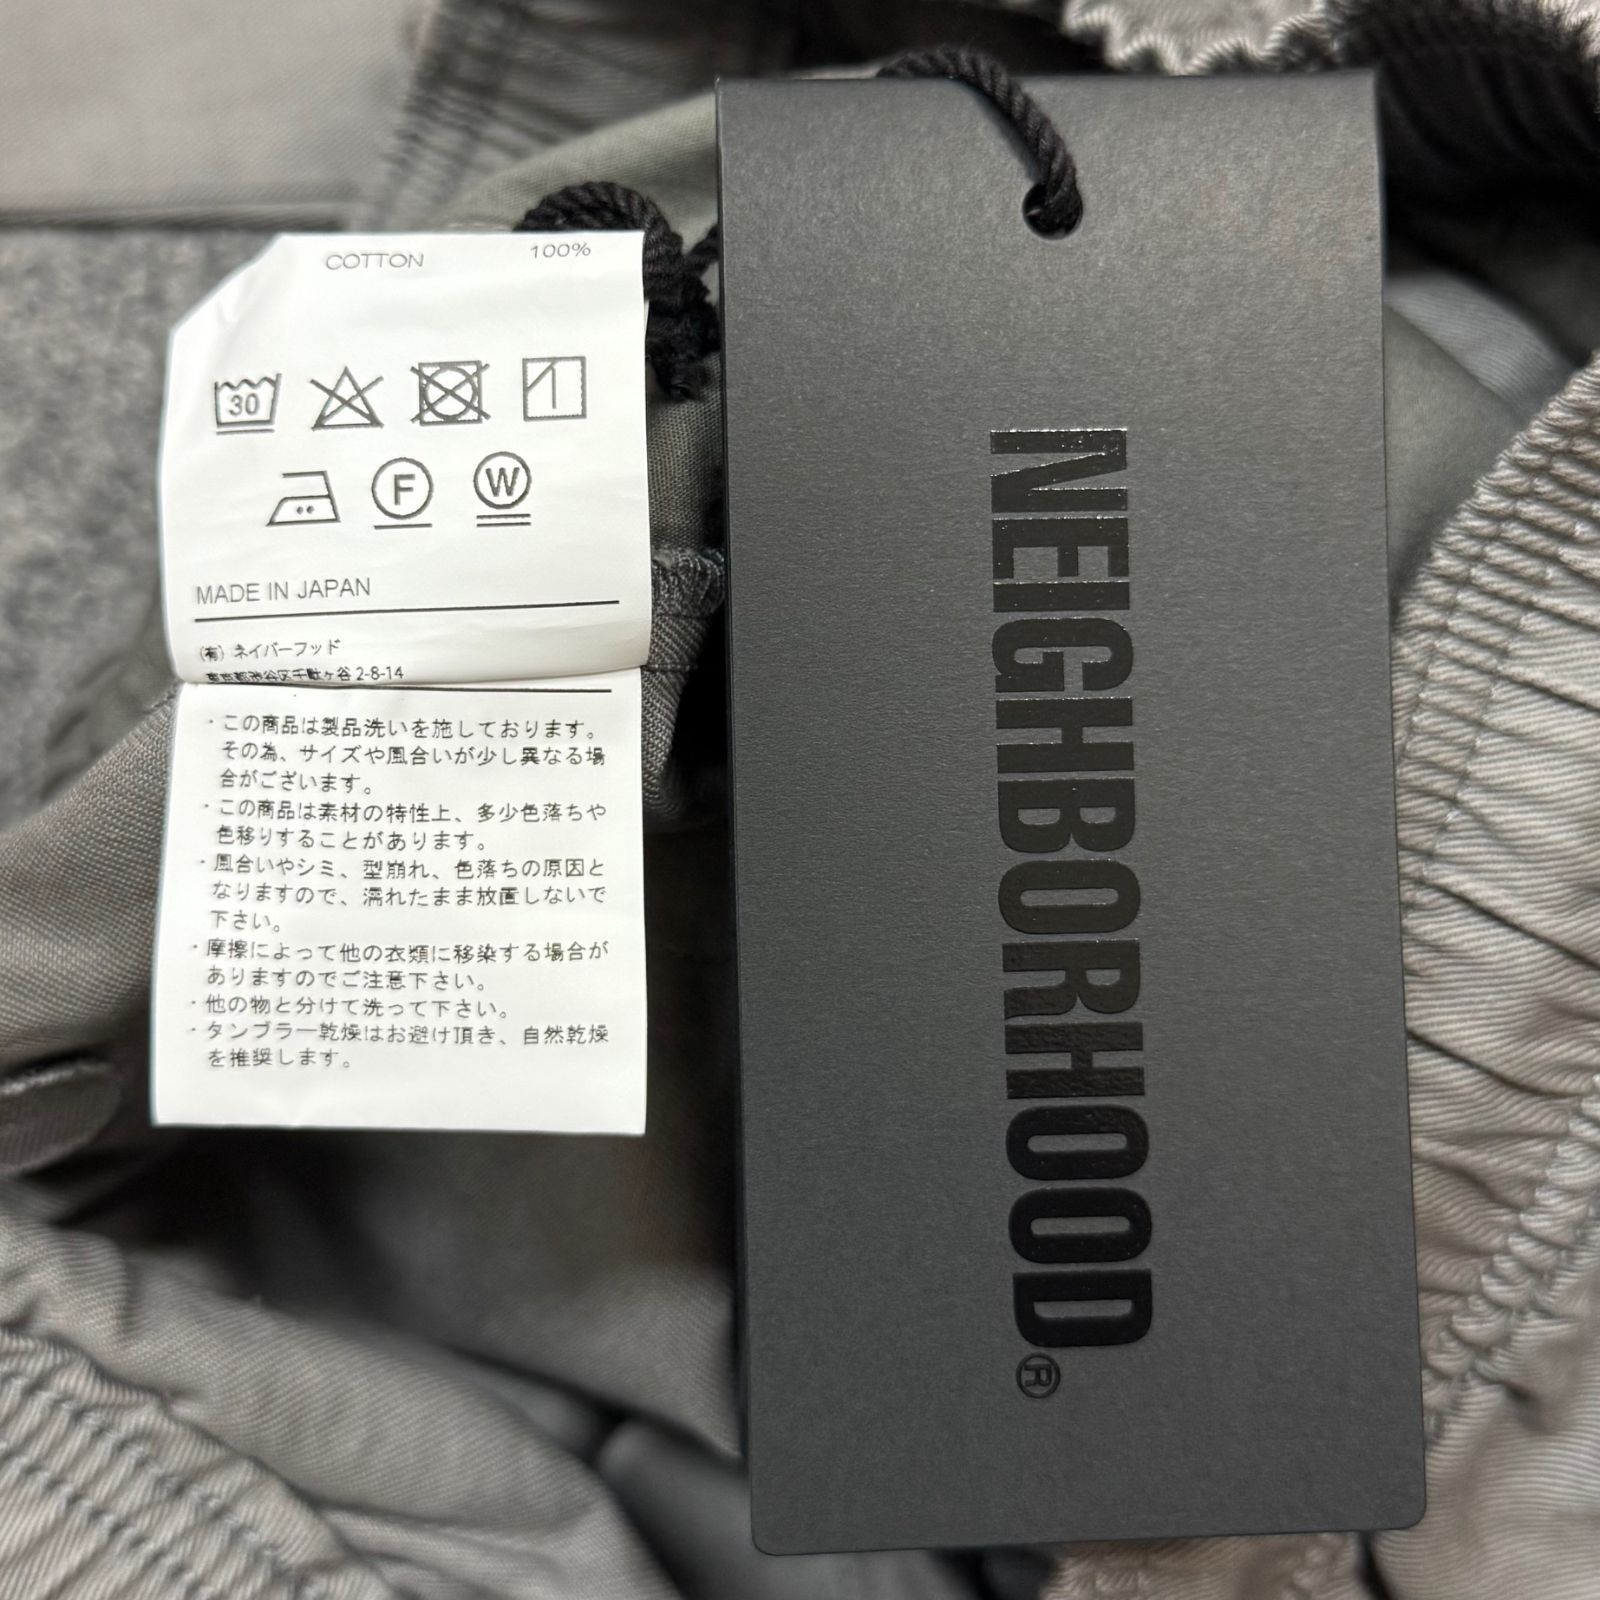 COTTON 100%
30
F
W
MADE IN JAPAN
(有) ネイバーフッド
東京都渋谷区千駄ヶ谷 2-8-14
・この商品は製品洗いを施しております。
その為、サイズや風合いが少し異なる場
合がございます。
・この商品は素材の特性上、多少色落ちや
色移りすることがあります。
・風合いやシミ、型崩れ、色落ちの原因と
なりますので、濡れたまま放置しないで
下さい。
・摩擦によって他の衣類に移染する場合が
ありますのでご注意下さい。
・他の物と分けて洗って下さい。
・タンブラー乾燥はお避け頂き、自然乾燥
を推奨します。
NEIGHBORHOOD®